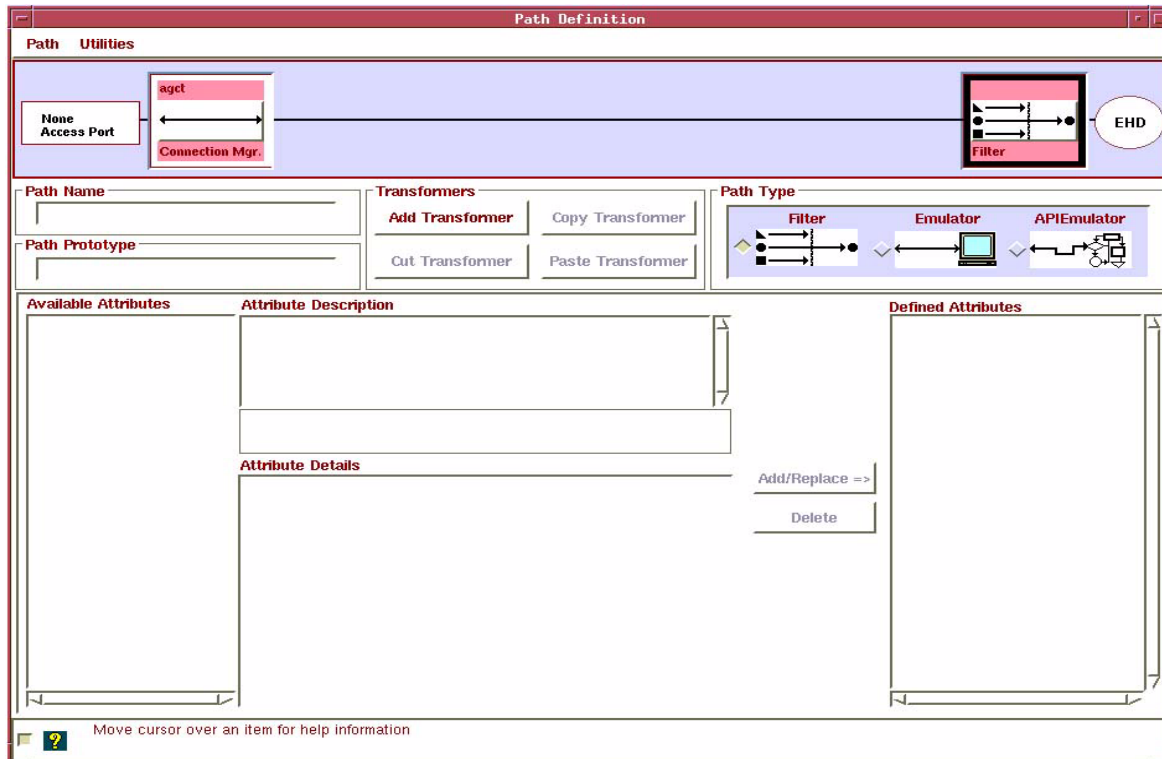 Path Definition
Path Utilities
agct
None
Access Port
Connection Mgr.
Filter
EHD
Path Name
Transformers
Path Type
Add Transformer
Copy Transformer
Filter
Emulator
APIEmulator
Path Prototype
Cut Transformer
Paste Transformer
Available Attributes
Attribute Description
Defined Attributes
Attribute Details
Add/Replace =>
Delete
? Move cursor over an item for help information